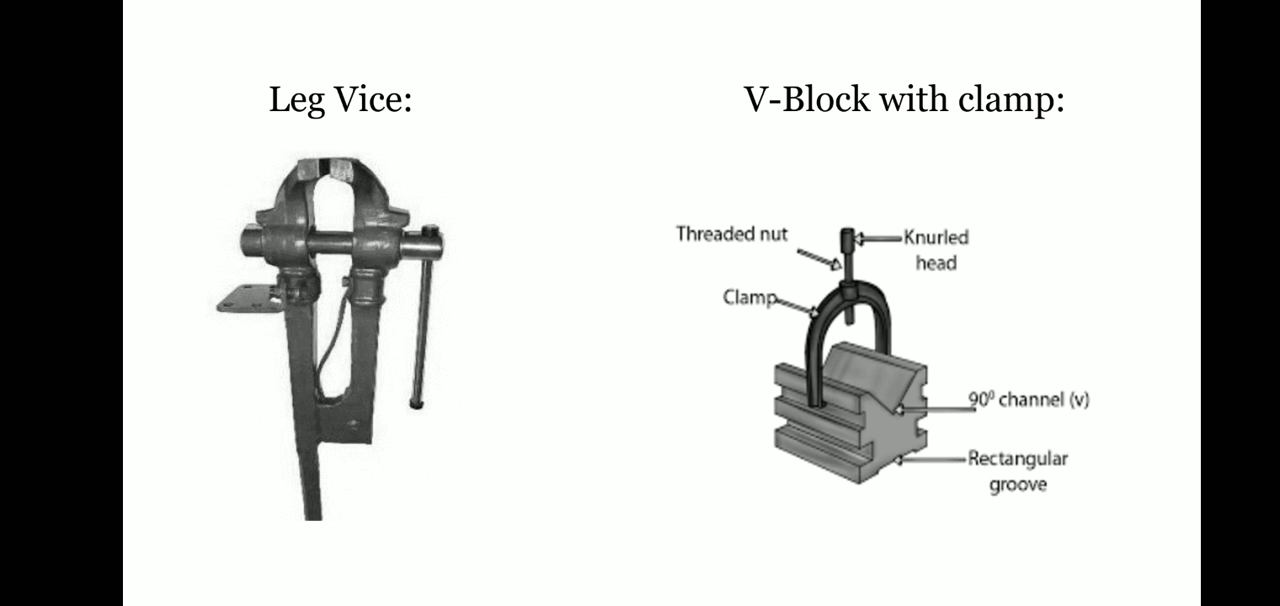 Leg Vice:
V-Block with clamp:
Threaded nut
Knurled
head
Clamp
90⁰ channel (v)
Rectangular
groove